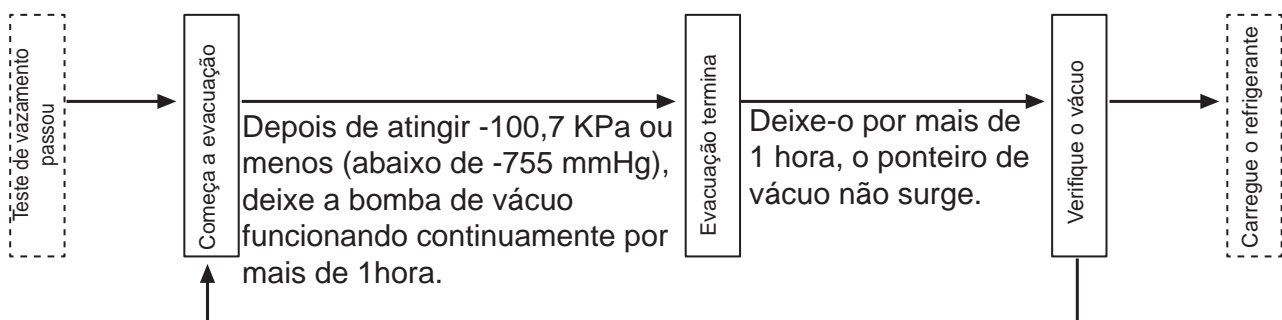 Teste de vazamento
passou
Começa a evacuação
Depois de atingir -100,7 KPa ou
menos (abaixo de -755 mmHg),
deixe a bomba de vácuo
funcionando continuamente por
mais de 1hora.
Evacuação termina
Deixe-o por mais de
1 hora, o ponteiro de
vácuo não surge.
Verifique o vácuo
Carregue o refrigerante